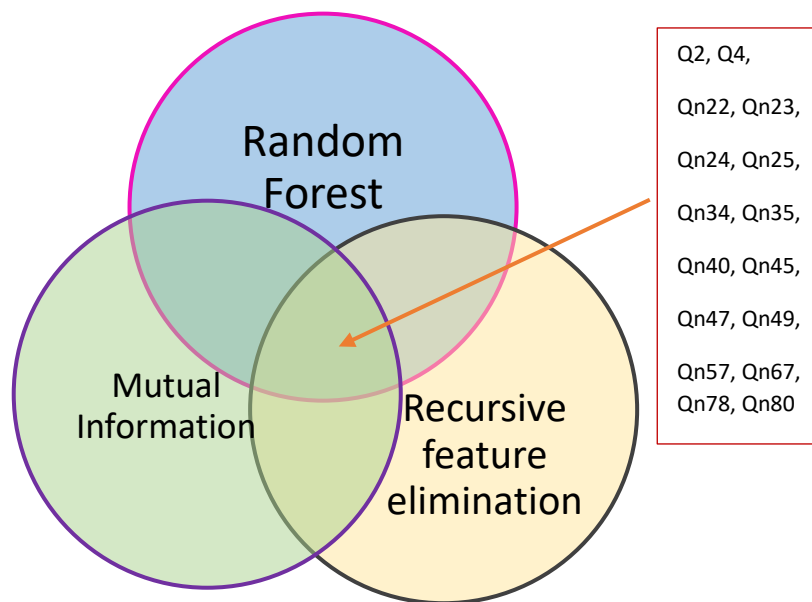 Random
Forest
Mutual
Information
Recursive
feature
elimination
Q2, Q4,
Qn22, Qn23,
Qn24, Qn25,
Qn34, Qn35,
Qn40, Qn45,
Qn47, Qn49,
Qn57, Qn67,
Qn78, Qn80